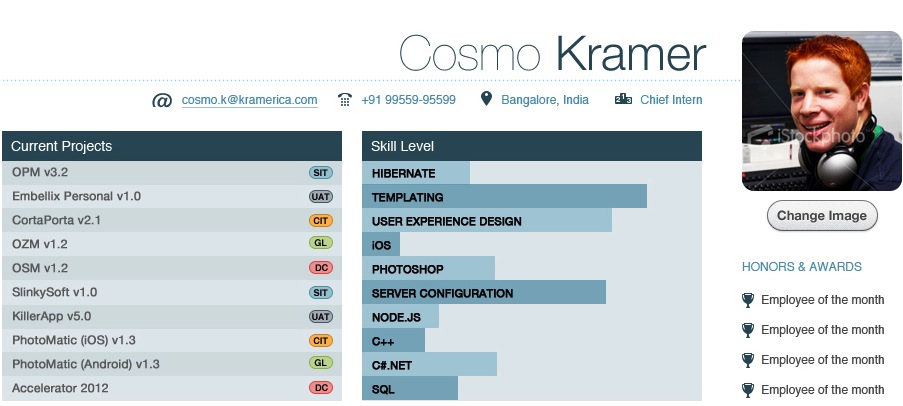 Cosmo Kramer
@ cosmo.k@kramerica.com +91 99559-95599 Bangalore, India Chief Intern
Current Projects
OPM v3.2 SIT
Embellix Personal v1.0 UAT
CortaPorta v2.1 CIT
OZM v1.2 GL
OSM v1.2 DC
SlinkySoft v1.0 SIT
KillerApp v5.0 UAT
PhotoMatic (iOS) v1.3 CIT
PhotoMatic (Android) v1.3 GL
Accelerator 2012 DC
Skill Level
HIBERNATE
TEMPLATING
USER EXPERIENCE DESIGN
iOS
PHOTOSHOP
SERVER CONFIGURATION
NODE.JS
C++
C#.NET
SQL
iStockphoto
Change Image
HONORS & AWARDS
Employee of the month
Employee of the month
Employee of the month
Employee of the month